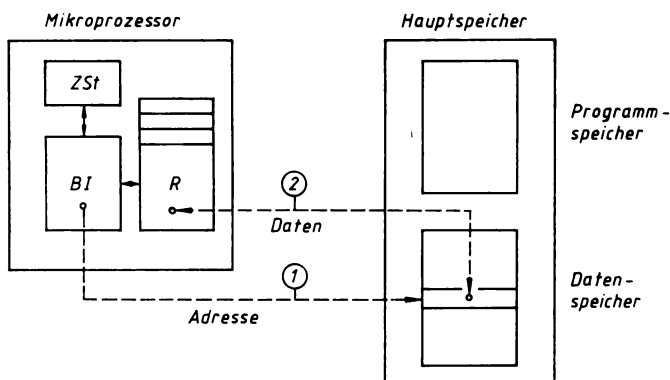 Mikroprozessor
Hauptspeicher
ZSt
BI
R
Programm-
speicher
2
Daten
1
Adresse
Daten-
speicher